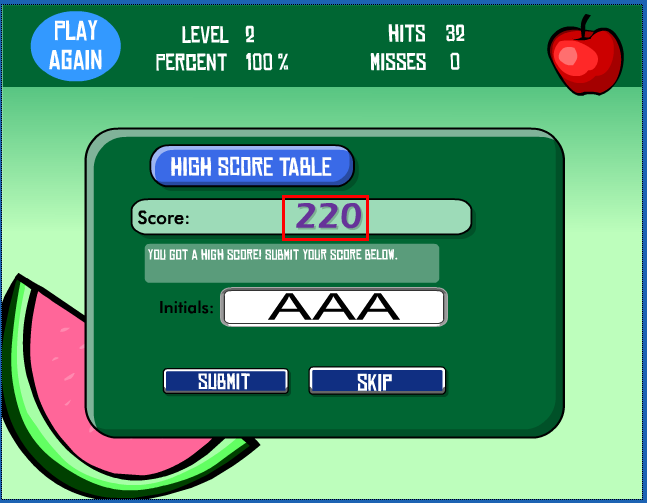 PLAY
AGAIN
LEVEL 2
PERCENT 100 %
HITS 32
MISSES 0
HIGH SCORE TABLE
Score: 220
YOU GOT A HIGH SCORE! SUBMIT YOUR SCORE BELOW.
Initials: AAA
SUBMIT SKIP